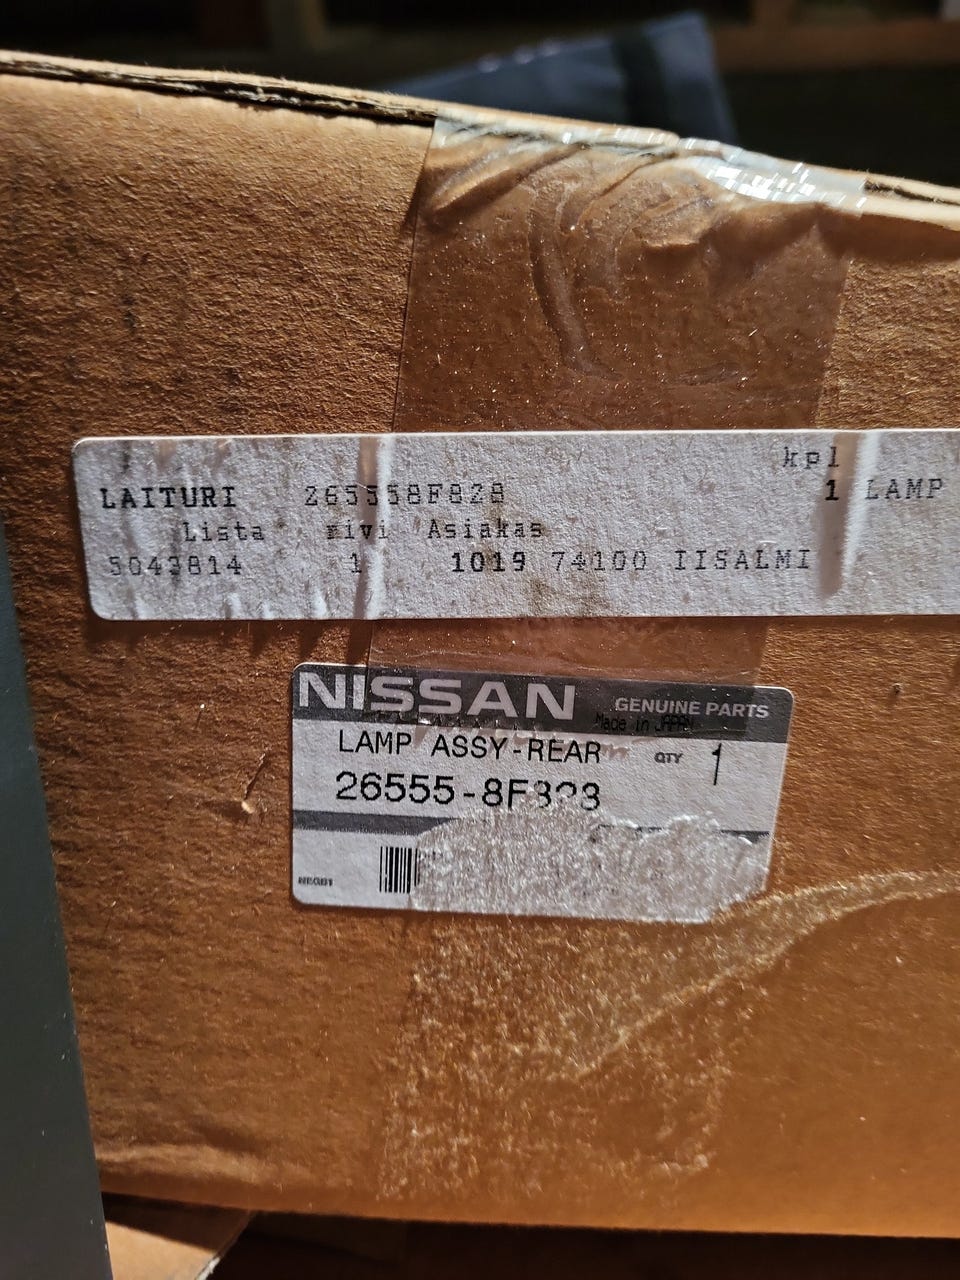 kpl
LAITURI 265558F828 1 LAMP
Lista rivi Asiakas
5043814 1 1019 74100 IISALMI
NISSAN GENUINE PARTS
Made in JAPAN
LAMP ASSY-REAR QTY 1
26555-8F828